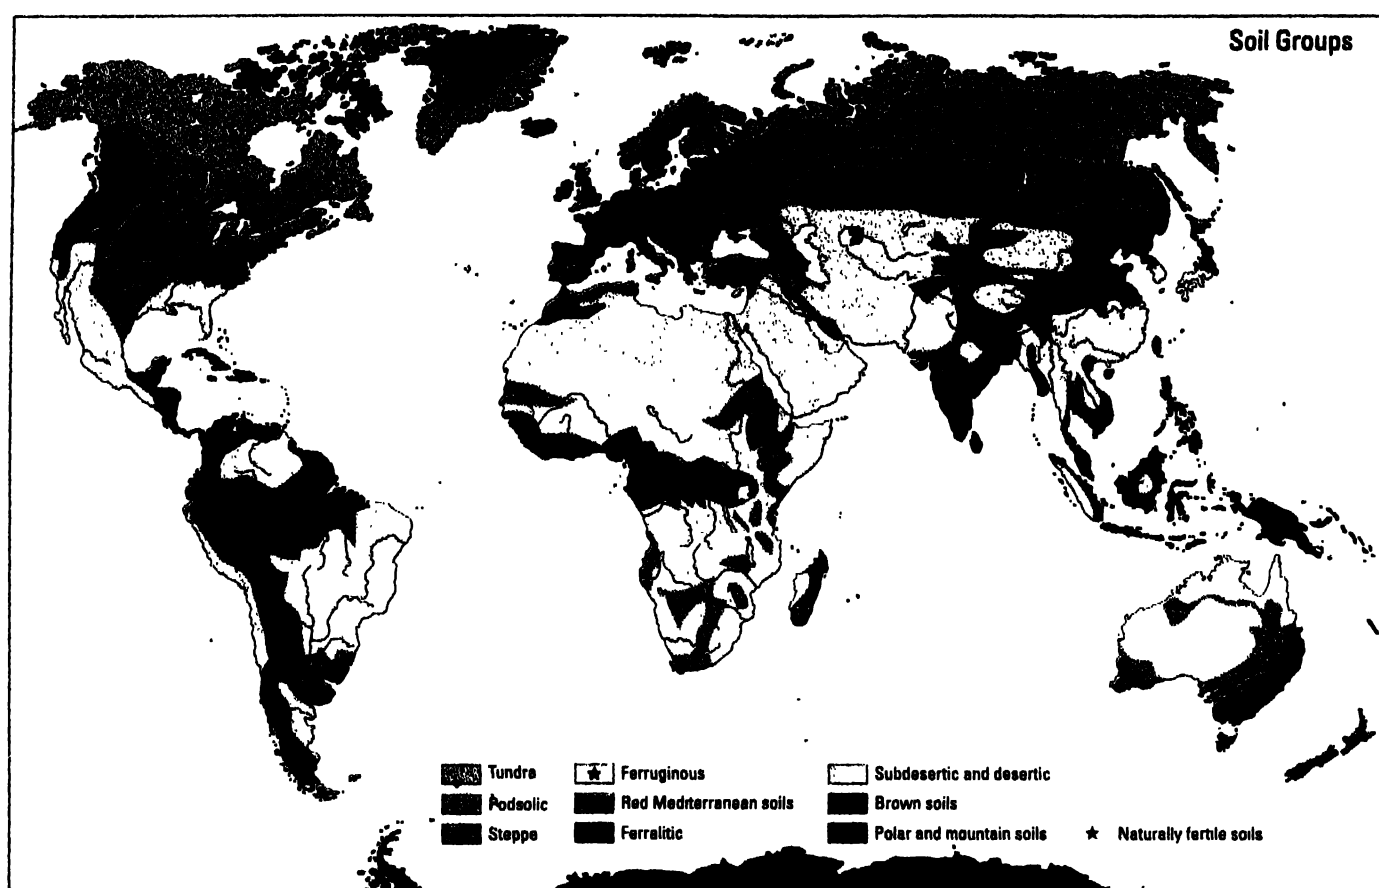 Soil Groups
Tundra
Podsolic
Steppe
Ferruginous
Red Mediterranean soils
Ferralitic
Subdesertic and desertic
Brown soils
Polar and mountain soils
Naturally fertile soils